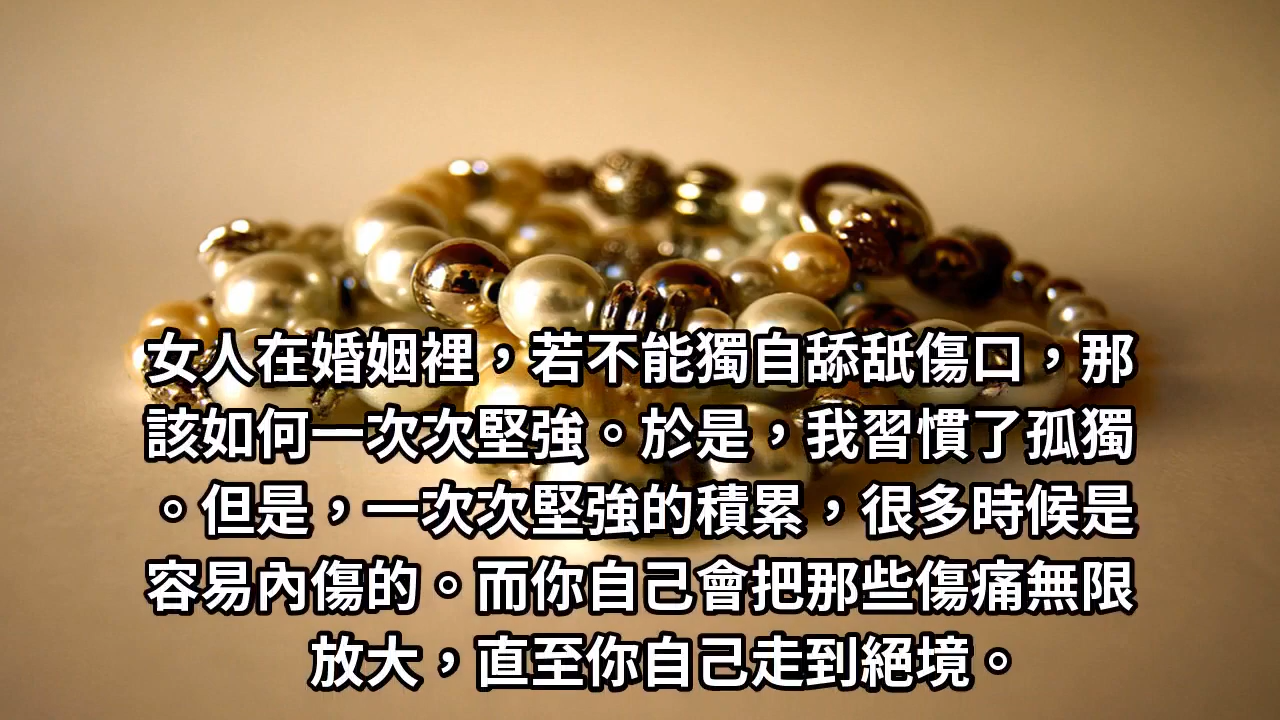 女人在婚姻裡，若不能獨自舔舐傷口，那
該如何一次次堅強。於是，我習慣了孤獨
。但是，一次次堅強的積累，很多時候是
容易內傷的。而你自己會把那些傷痛無限
放大，直至你自己走到絕境。